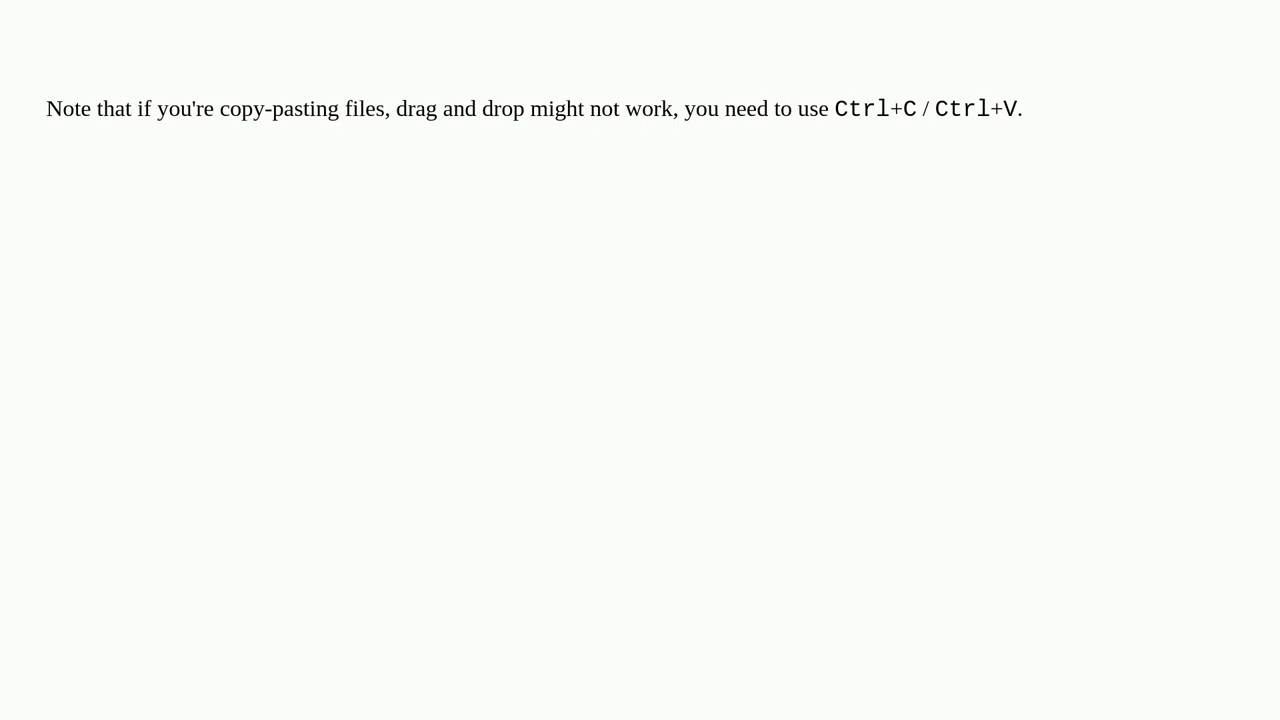 Note that if you're copy-pasting files, drag and drop might not work, you need to use Ctrl+C / Ctrl+V.